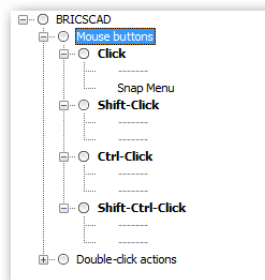 BRICSCAD
Mouse buttons
Click
-------
Snap Menu
Shift-Click
-------
-------
Ctrl-Click
-------
-------
Shift-Ctrl-Click
-------
-------
Double-click actions